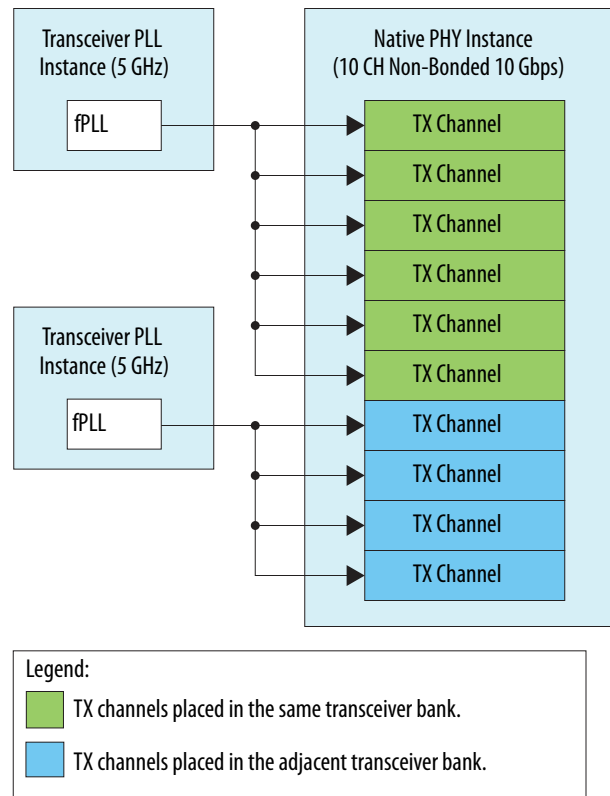 Transceiver PLL
Instance (5 GHz)
fPLL
Native PHY Instance
(10 CH Non-Bonded 10 Gbps)
TX Channel
TX Channel
TX Channel
TX Channel
TX Channel
TX Channel
TX Channel
TX Channel
TX Channel
TX Channel
Transceiver PLL
Instance (5 GHz)
fPLL
Legend:
TX channels placed in the same transceiver bank.
TX channels placed in the adjacent transceiver bank.